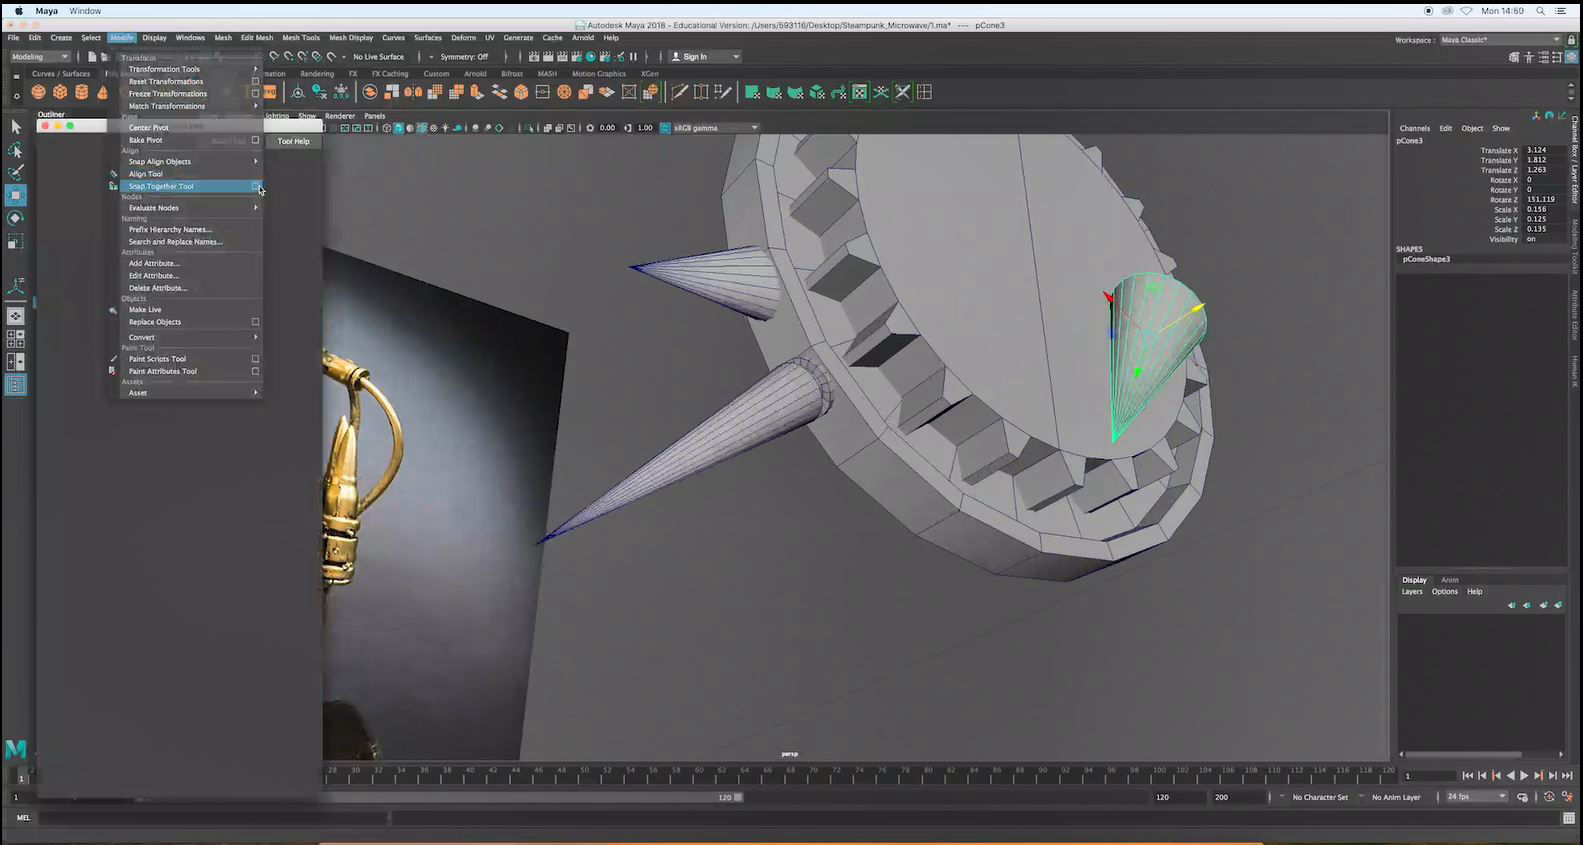 Maya Window
Mon 14:59
Autodesk Maya 2018 - Educational Version: /Users/593116/Desktop/Steampunk_Microwave/1.ma* --- pCone3
File Edit Create Select Modify Display Windows Mesh Edit Mesh Mesh Tools Mesh Display Curves Surfaces Deform UV Generate Cache Arnold Help
Workspace : Maya Classic*
Modeling
No Live Surface
Symmetry: Off
Sign In
Curves / Surfaces
Rendering FX FX Caching Custom Arnold Bifrost MASH Motion Graphics XGen
Transform
Transformation Tools
Reset Transformations
Freeze Transformations
Match Transformations
Pivot
Center Pivot
Bake Pivot
Align
Snap Align Objects
Align Tool
Snap Together Tool
Nodes
Evaluate Nodes
Naming
Prefix Hierarchy Names...
Search and Replace Names...
Attributes
Add Attribute...
Edit Attribute...
Delete Attribute...
Objects
Make Live
Replace Objects
Convert
Paint Tool
Paint Scripts Tool
Paint Attributes Tool
Assets
Asset
Outliner
Tool Help
Show Renderer Panels
0.00 1.00 sRGB gamma
persp
Channels Edit Object Show
pCone3
Translate X 3.124
Translate Y 1.812
Translate Z 1.263
Rotate X 0
Rotate Y 0
Rotate Z 151.119
Scale X 0.156
Scale Y 0.125
Scale Z 0.135
Visibility on
SHAPES
pConeShape3
Channel Box / Layer Editor
Modeling Toolkit
Attribute Editor
Human IK
Display Anim
Layers Options Help
28 30 32 34 36 38 40 42 44 46 48 50 52 54 56 58 60 62 64 66 68 70 72 74 76 78 80 82 84 86 88 90 92 94 96 98 100 102 104 106 108 110 112 114 116 118 120
1
1
1
120
120
200
No Character Set
No Anim Layer
24 fps
MEL